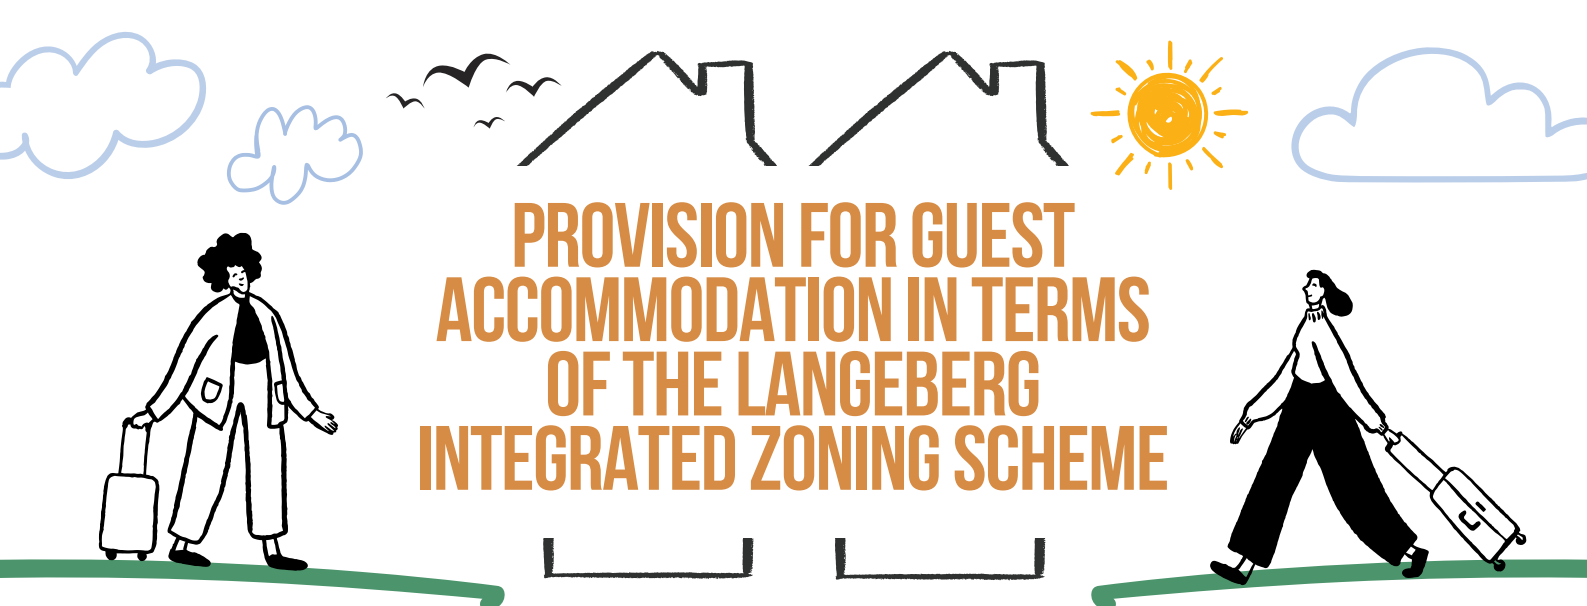 PROVISION FOR GUEST
ACCOMMODATION IN TERMS
OF THE LANGEBERG
INTEGRATED ZONING SCHEME